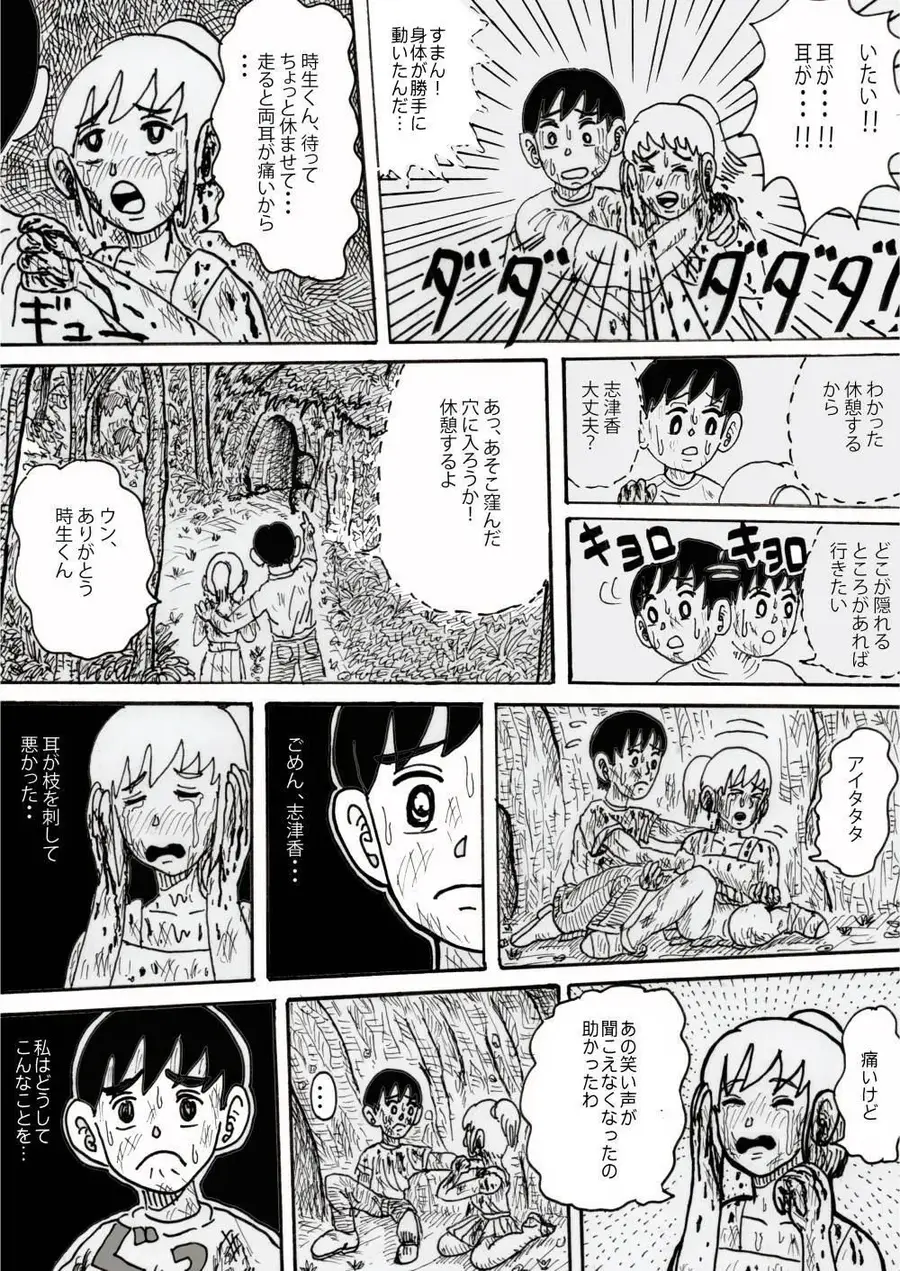 いたい!!
耳が･･･!!
耳が･･･!!
すまん!
身体が勝手に
動いたんだ…
ダダダダダ!
時生くん、待って
ちょっと休ませて・・・
走ると両耳が痛いから
・・・
ギュー
わかった
休憩する
から
志津香
大丈夫?
どこが隠れる
ところがあれば
行きたい
キョロ
キョロ
あっ、あそこ窪んだ
穴に入ろうか!
休憩するよ
ウン、
ありがとう
時生くん
アイタタタ
ごめん、志津香・・・
耳が枝を刺して
悪かった・・
痛いけど
あの笑い声が
聞こえなくなったの
助かったわ
…
私はどうして
こんなことを…